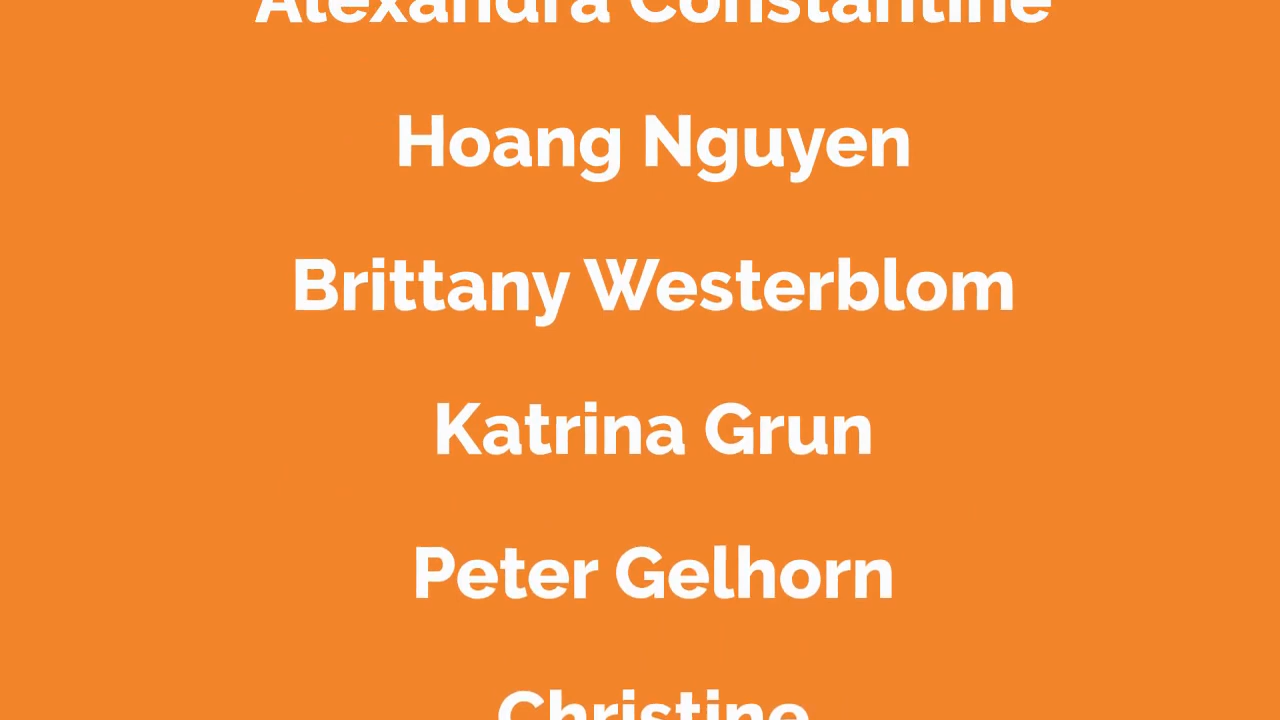 Alexandra Constantine
Hoang Nguyen
Brittany Westerblom
Katrina Grun
Peter Gelhorn
Christine